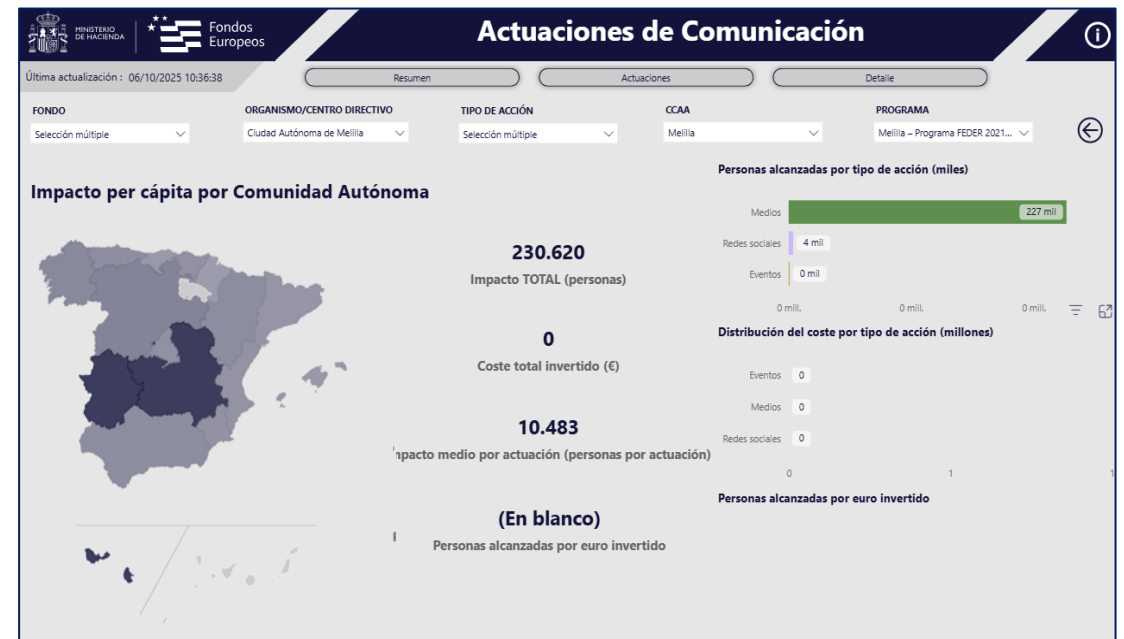 MINISTERIO
DE HACIENDA
Fondos
Europeos
Actuaciones de Comunicación
Última actualización : 06/10/2025 10:36:38
Resumen
Actuaciones
Detalle
FONDO
Selección múltiple
ORGANISMO/CENTRO DIRECTIVO
Ciudad Autónoma de Melilla
TIPO DE ACCIÓN
Selección múltiple
CCAA
Melilla
PROGRAMA
Melilla – Programa FEDER 2021...
Impacto per cápita por Comunidad Autónoma
230.620
Impacto TOTAL (personas)
0
Coste total invertido (€)
10.483
mpacto medio por actuación (personas por actuación)
(En blanco)
Personas alcanzadas por euro invertido
Personas alcanzadas por tipo de acción (miles)
Medios
227 mil
Redes sociales
4 mil
Eventos
0 mil
0 mill.
0 mill.
0 mill.
Distribución del coste por tipo de acción (millones)
Eventos
0
Medios
0
Redes sociales
0
0
1
1
Personas alcanzadas por euro invertido